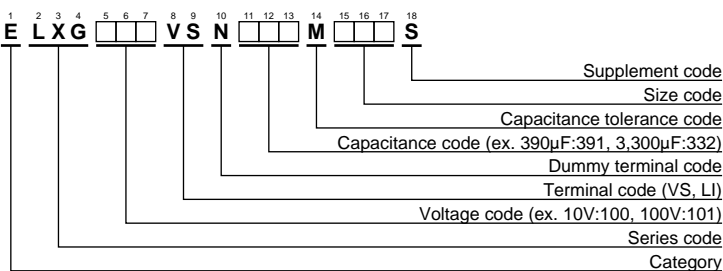 1 2 3 4 5 6 7 8 9 10 11 12 13 14 15 16 17 18
E L X G □□□ V S N □□□ M □□□ S
Supplement code
Size code
Capacitance tolerance code
Capacitance code (ex. 390µF:391, 3,300µF:332)
Dummy terminal code
Terminal code (VS, LI)
Voltage code (ex. 10V:100, 100V:101)
Series code
Category